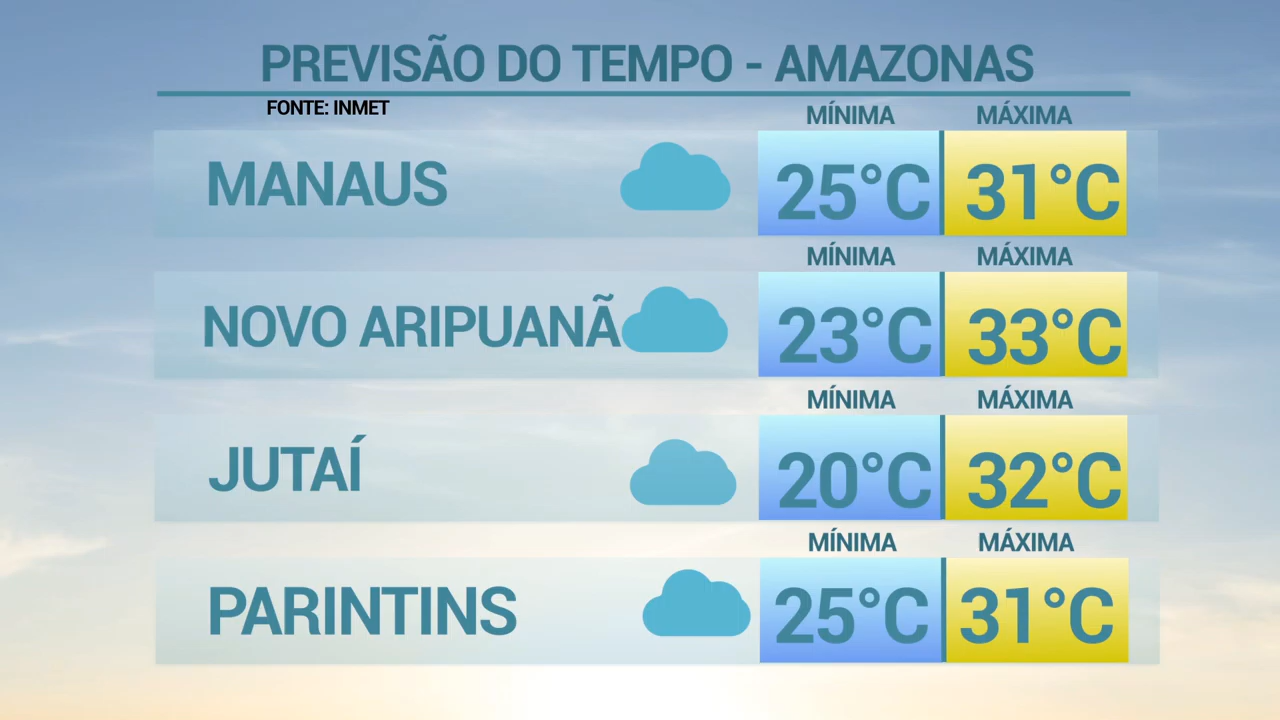 PREVISÃO DO TEMPO - AMAZONAS
FONTE: INMET
MÍNIMA MÁXIMA
MANAUS 25°C 31°C
MÍNIMA MÁXIMA
NOVO ARIPUANÃ 23°C 33°C
MÍNIMA MÁXIMA
JUTAÍ 20°C 32°C
MÍNIMA MÁXIMA
PARINTINS 25°C 31°C